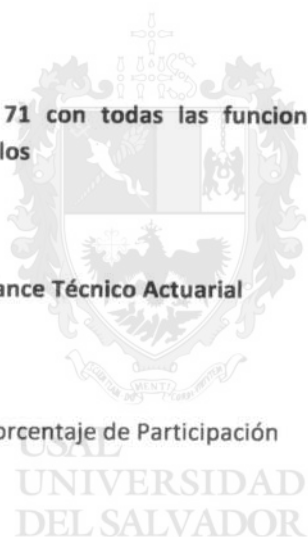 71 con todas las funcion
los
ance Técnico Actuarial
orcentaje de Participación
USAL
UNIVERSIDAD
DEL SALVADOR